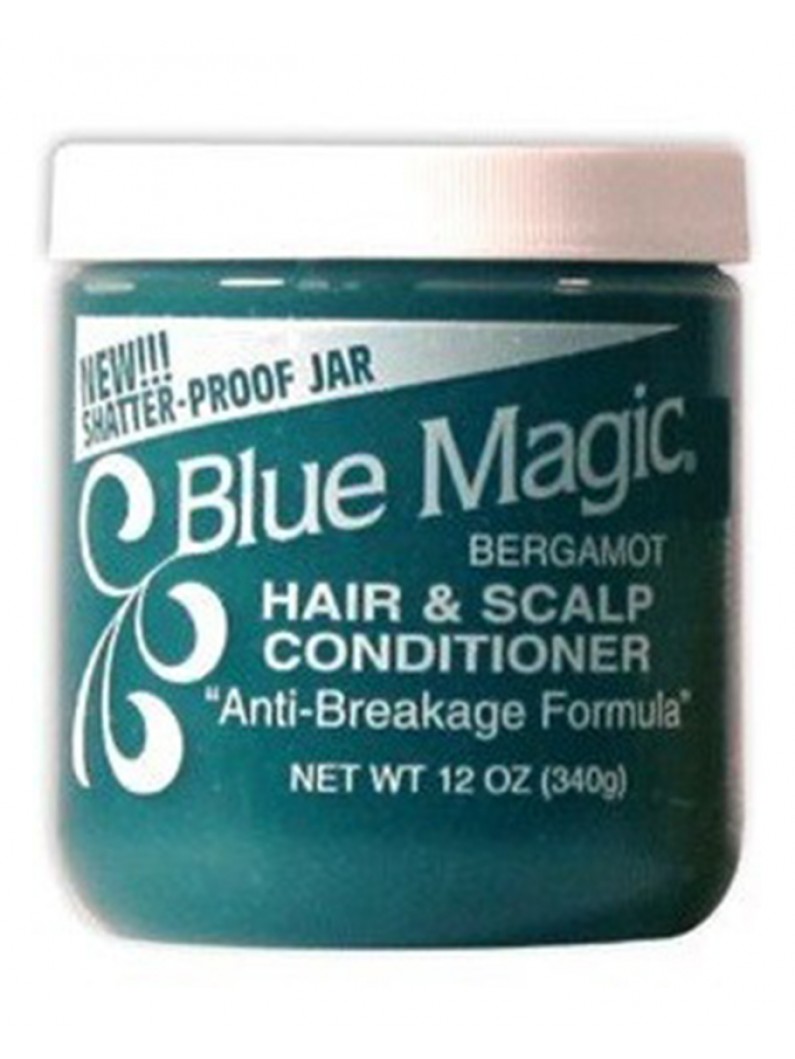 NEW!!!
SHATTER-PROOF JAR
Blue Magic.
BERGAMOT
HAIR & SCALP
CONDITIONER
"Anti-Breakage Formula"
NET WT 12 OZ (340g)